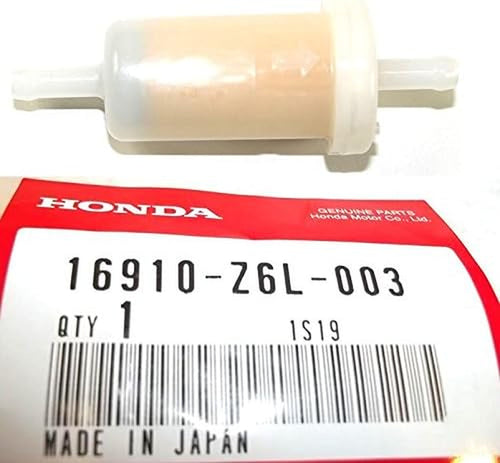 HONDA
GENUINE PARTS
Honda Motor Co., Ltd.
16910-Z6L-003
QTY 1 1S19
MADE IN JAPAN